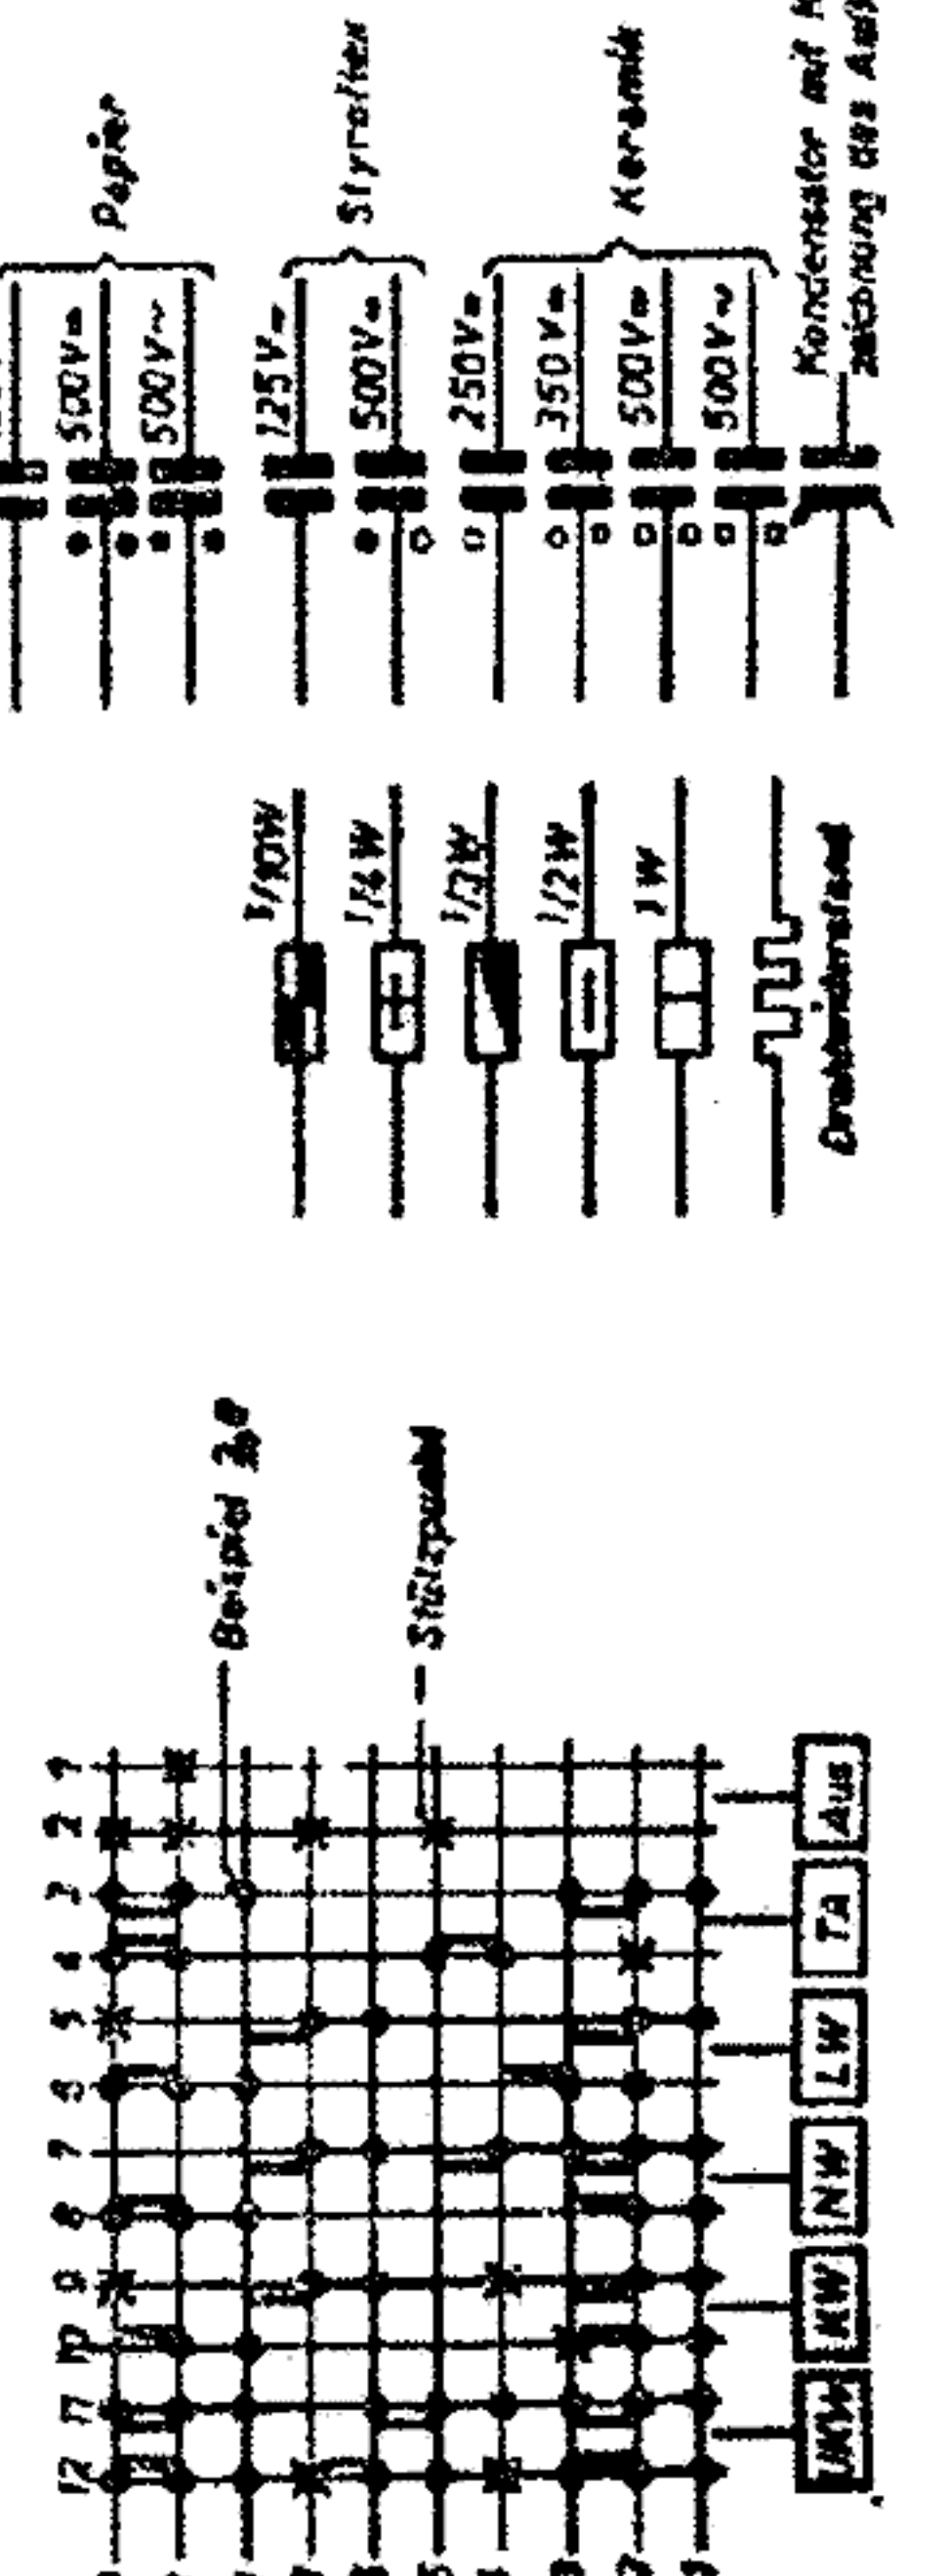 Papier
500V=
500V~
Styroflex
125V=
500V=
Keramik
250V=
350V=
500V=
500V~
Kondensator mit
zeichnung des
1/10W
1/4W
1/3W
1/2W
1W
Drahtwiderstand
Beispiel
Stützpunkt
1
2
3
4
5
6
7
8
9
10
11
12
Aus
TA
LW
MW
KW
UKW